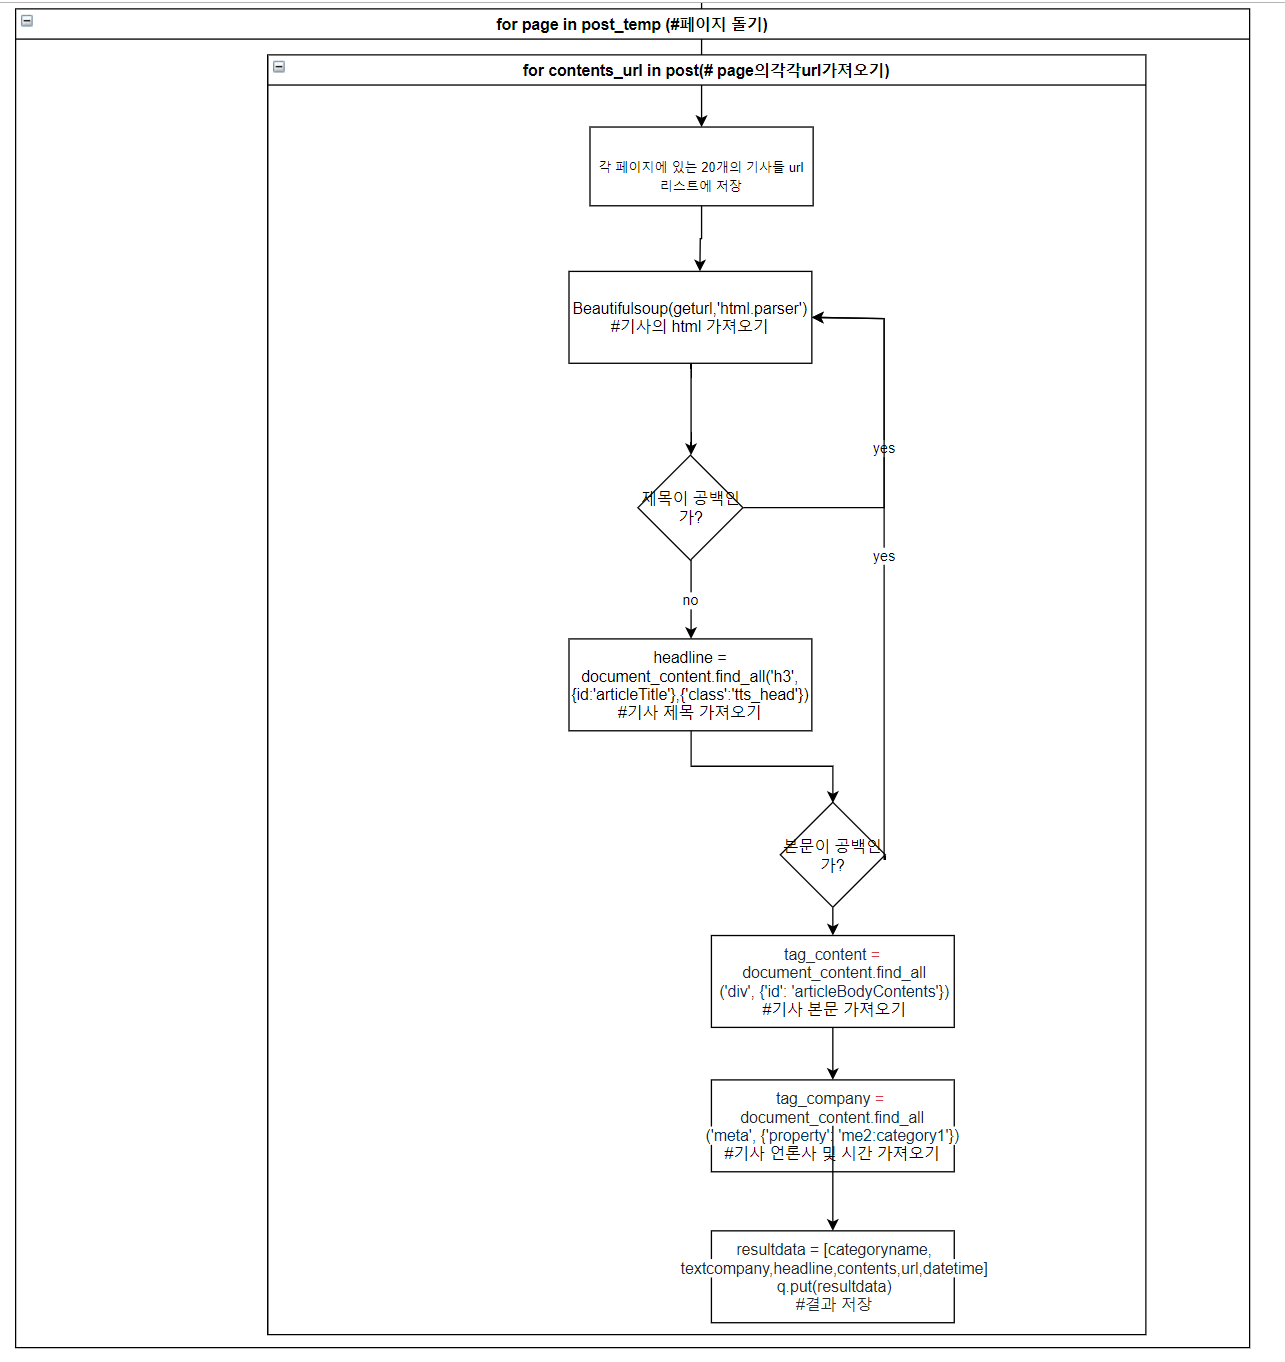 for page in post_temp (#페이지 돌기)
for contents_url in post(# page의각각url가져오기)
각 페이지에 있는 20개의 기사들 url
리스트에 저장
Beautifulsoup(geturl,'html.parser')
#기사의 html 가져오기
yes
제목이 공백인
가?
yes
no
headline =
document_content.find_all('h3',
{id:'articleTitle'},{'class':'tts_head'})
#기사 제목 가져오기
본문이 공백인
가?
tag_content =
document_content.find_all
('div', {'id': 'articleBodyContents'})
#기사 본문 가져오기
tag_company =
document_content.find_all
('meta', {'property': 'me2:category1'})
#기사 언론사 및 시간 가져오기
resultdata = [categoryname,
textcompany,headline,contents,url,datetime]
q.put(resultdata)
#결과 저장